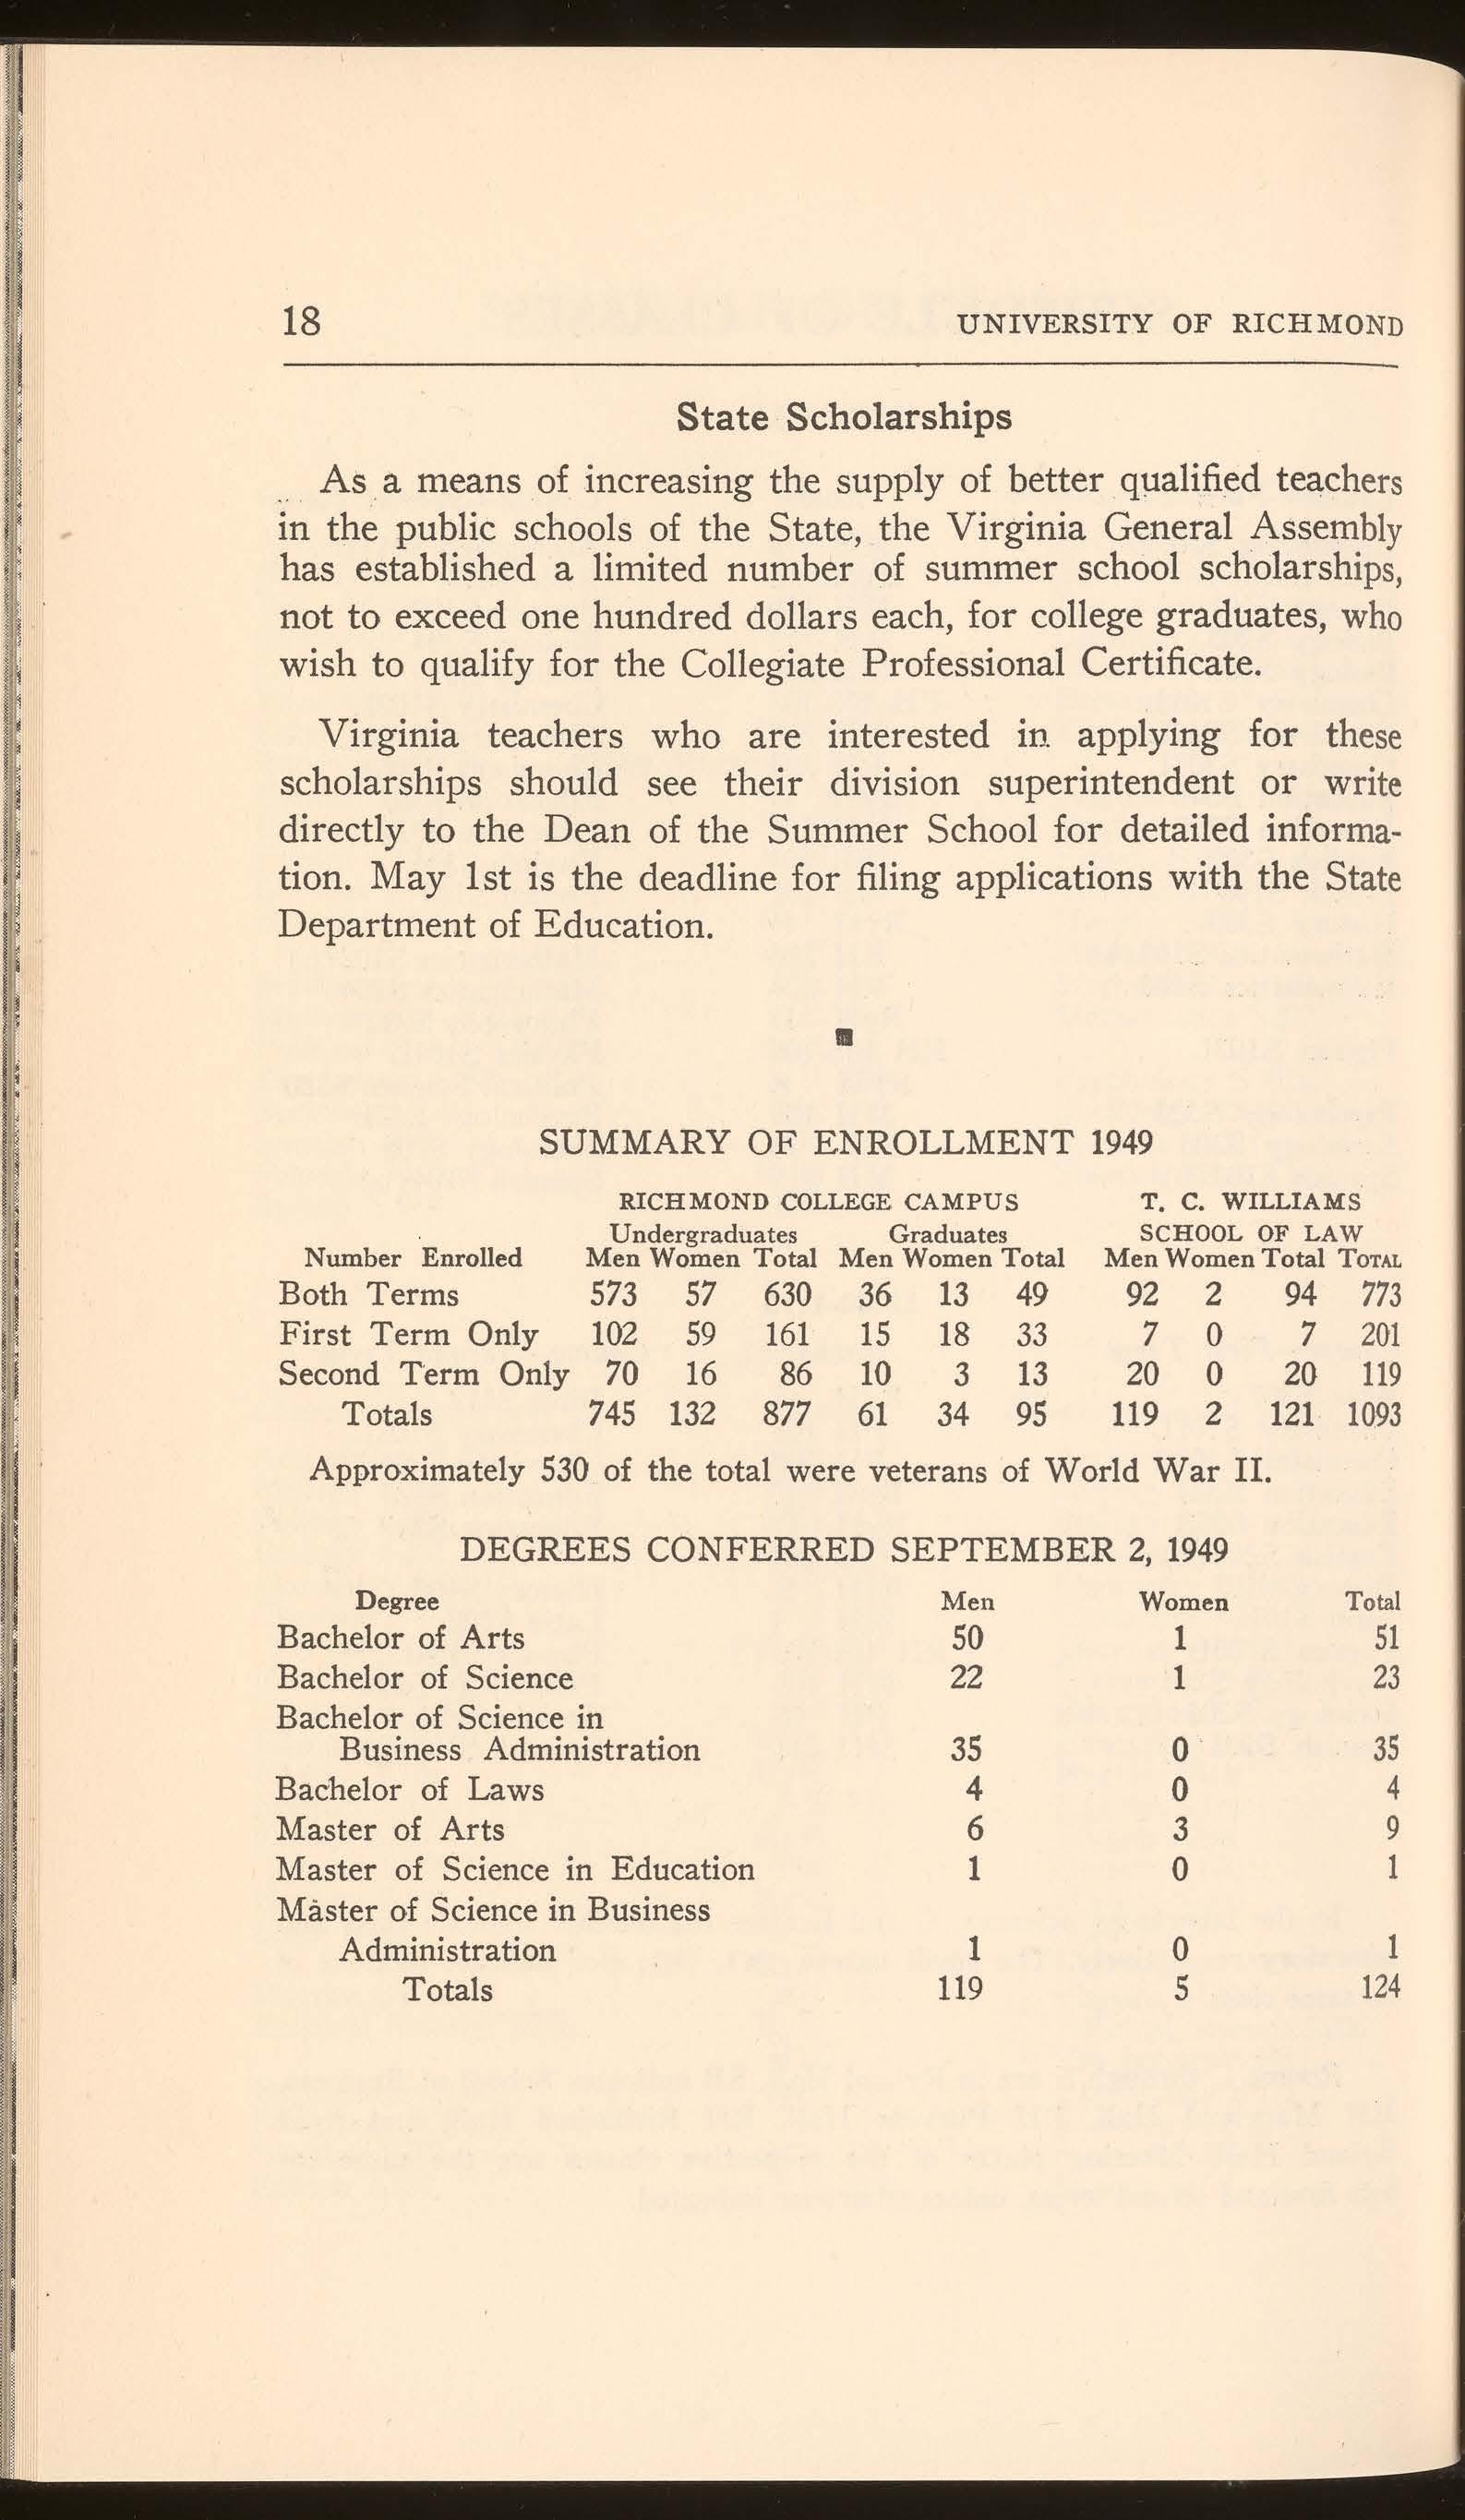 18 UNIVERSITY OF RICHMOND
State Scholarships
As a means of increasing the supply of better qualified teachers
in the public schools of the State, the Virginia General Assembly
has established a limited number of summer school scholarships,
not to exceed one hundred dollars each, for college graduates, who
wish to qualify for the Collegiate Professional Certificate.
Virginia teachers who are interested in applying for these
scholarships should see their division superintendent or write
directly to the Dean of the Summer School for detailed informa-
tion. May 1st is the deadline for filing applications with the State
Department of Education.
SUMMARY OF ENROLLMENT 1949
RICHMOND COLLEGE CAMPUS T. C. WILLIAMS
Undergraduates Graduates SCHOOL OF LAW
Number Enrolled Men Women Total Men Women Total Men Women Total TOTAL
Both Terms 573 57 630 36 13 49 92 2 94 773
First Term Only 102 59 161 15 18 33 7 0 7 201
Second Term Only 70 16 86 10 3 13 20 0 20 119
Totals 745 132 877 61 34 95 119 2 121 1093
Approximately 530 of the total were veterans of World War II.
DEGREES CONFERRED SEPTEMBER 2, 1949
Degree Men Women Total
Bachelor of Arts 50 1 51
Bachelor of Science 22 1 23
Bachelor of Science in
Business Administration 35 0 35
Bachelor of Laws 4 0 4
Master of Arts 6 3 9
Master of Science in Education 1 0 1
Master of Science in Business
Administration 1 0 1
Totals 119 5 124